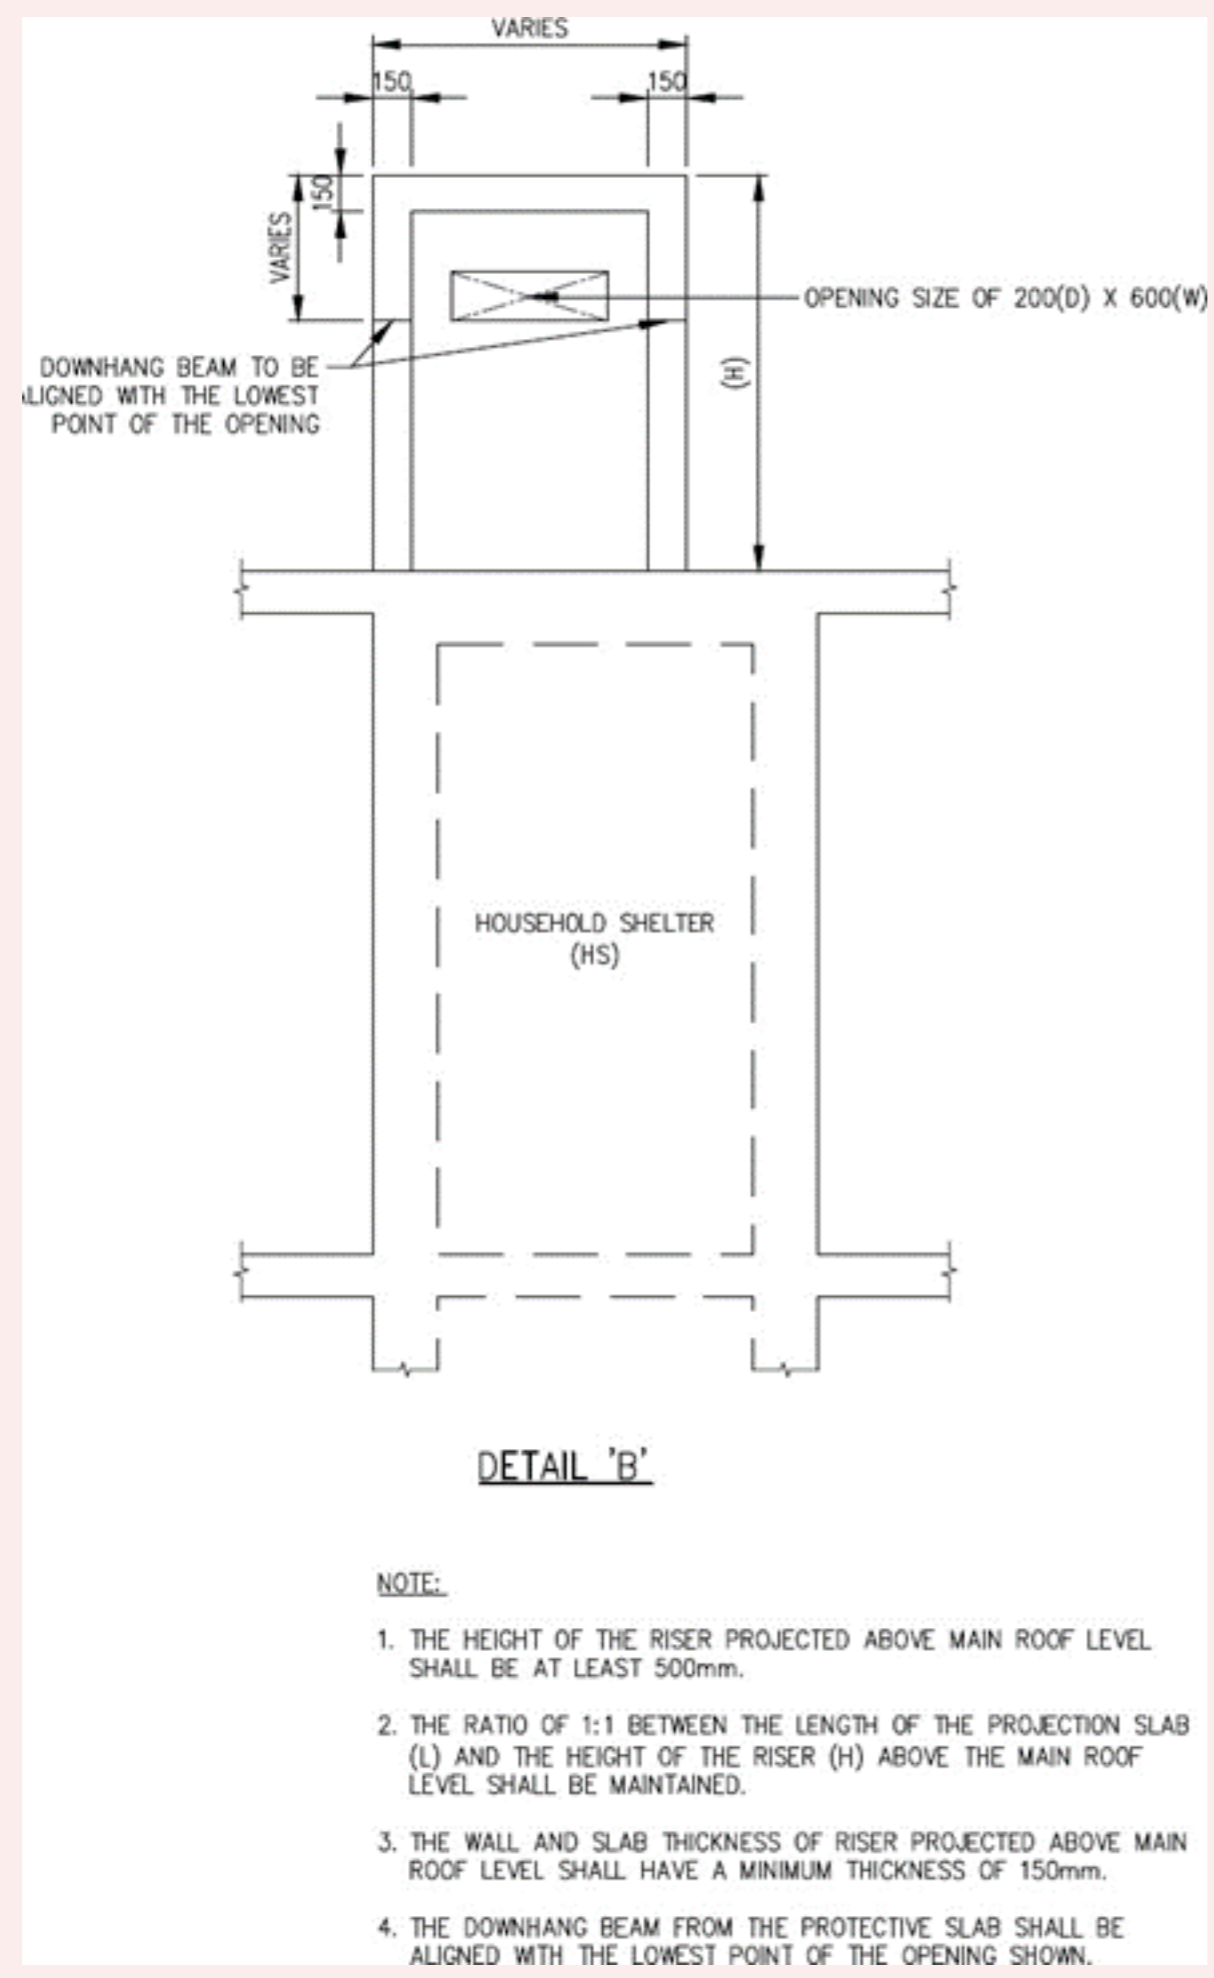 VARIES
150
150
150
VARIES
OPENING SIZE OF 200(D) X 600(W)
DOWNHANG BEAM TO BE
ALIGNED WITH THE LOWEST
POINT OF THE OPENING
(H)
HOUSEHOLD SHELTER
(HS)
DETAIL 'B'
NOTE:
1. THE HEIGHT OF THE RISER PROJECTED ABOVE MAIN ROOF LEVEL
SHALL BE AT LEAST 500mm.
2. THE RATIO OF 1:1 BETWEEN THE LENGTH OF THE PROJECTION SLAB
(L) AND THE HEIGHT OF THE RISER (H) ABOVE THE MAIN ROOF
LEVEL SHALL BE MAINTAINED.
3. THE WALL AND SLAB THICKNESS OF RISER PROJECTED ABOVE MAIN
ROOF LEVEL SHALL HAVE A MINIMUM THICKNESS OF 150mm.
4. THE DOWNHANG BEAM FROM THE PROTECTIVE SLAB SHALL BE
ALIGNED WITH THE LOWEST POINT OF THE OPENING SHOWN.